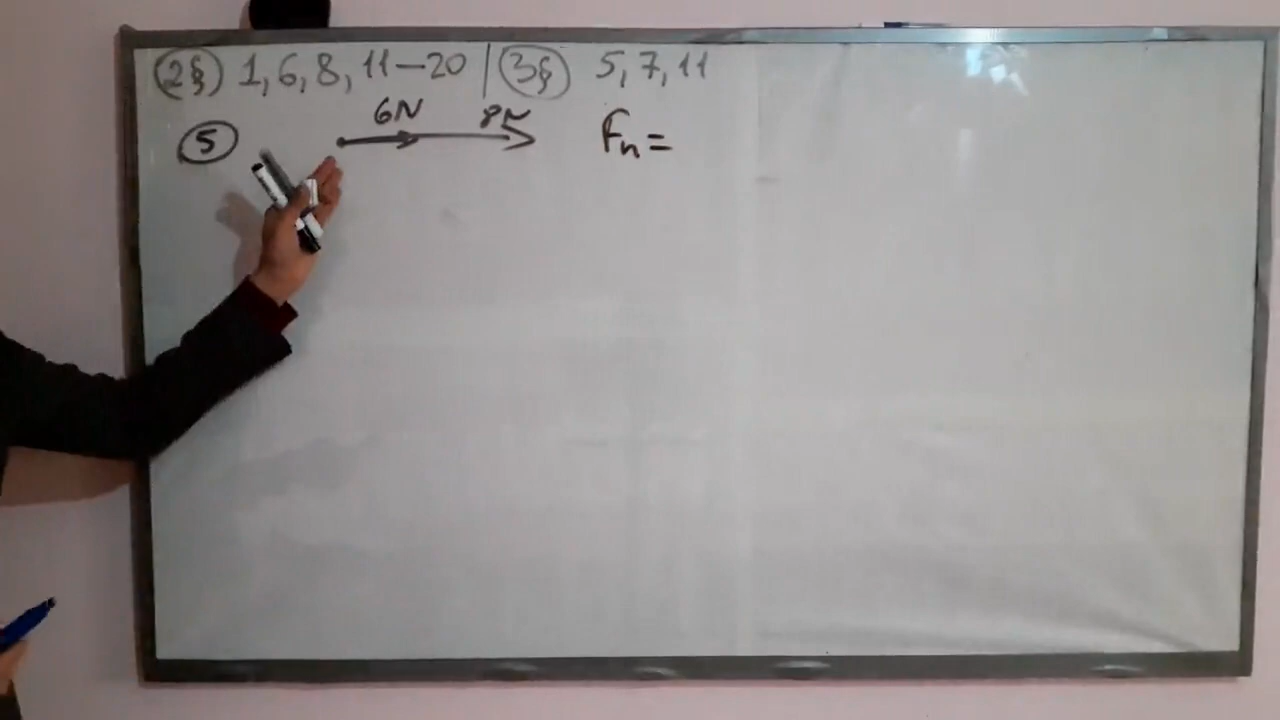 2§) 1, 6, 8, 11—20 | 3§) 5, 7, 11
5 6N 8N Fn =